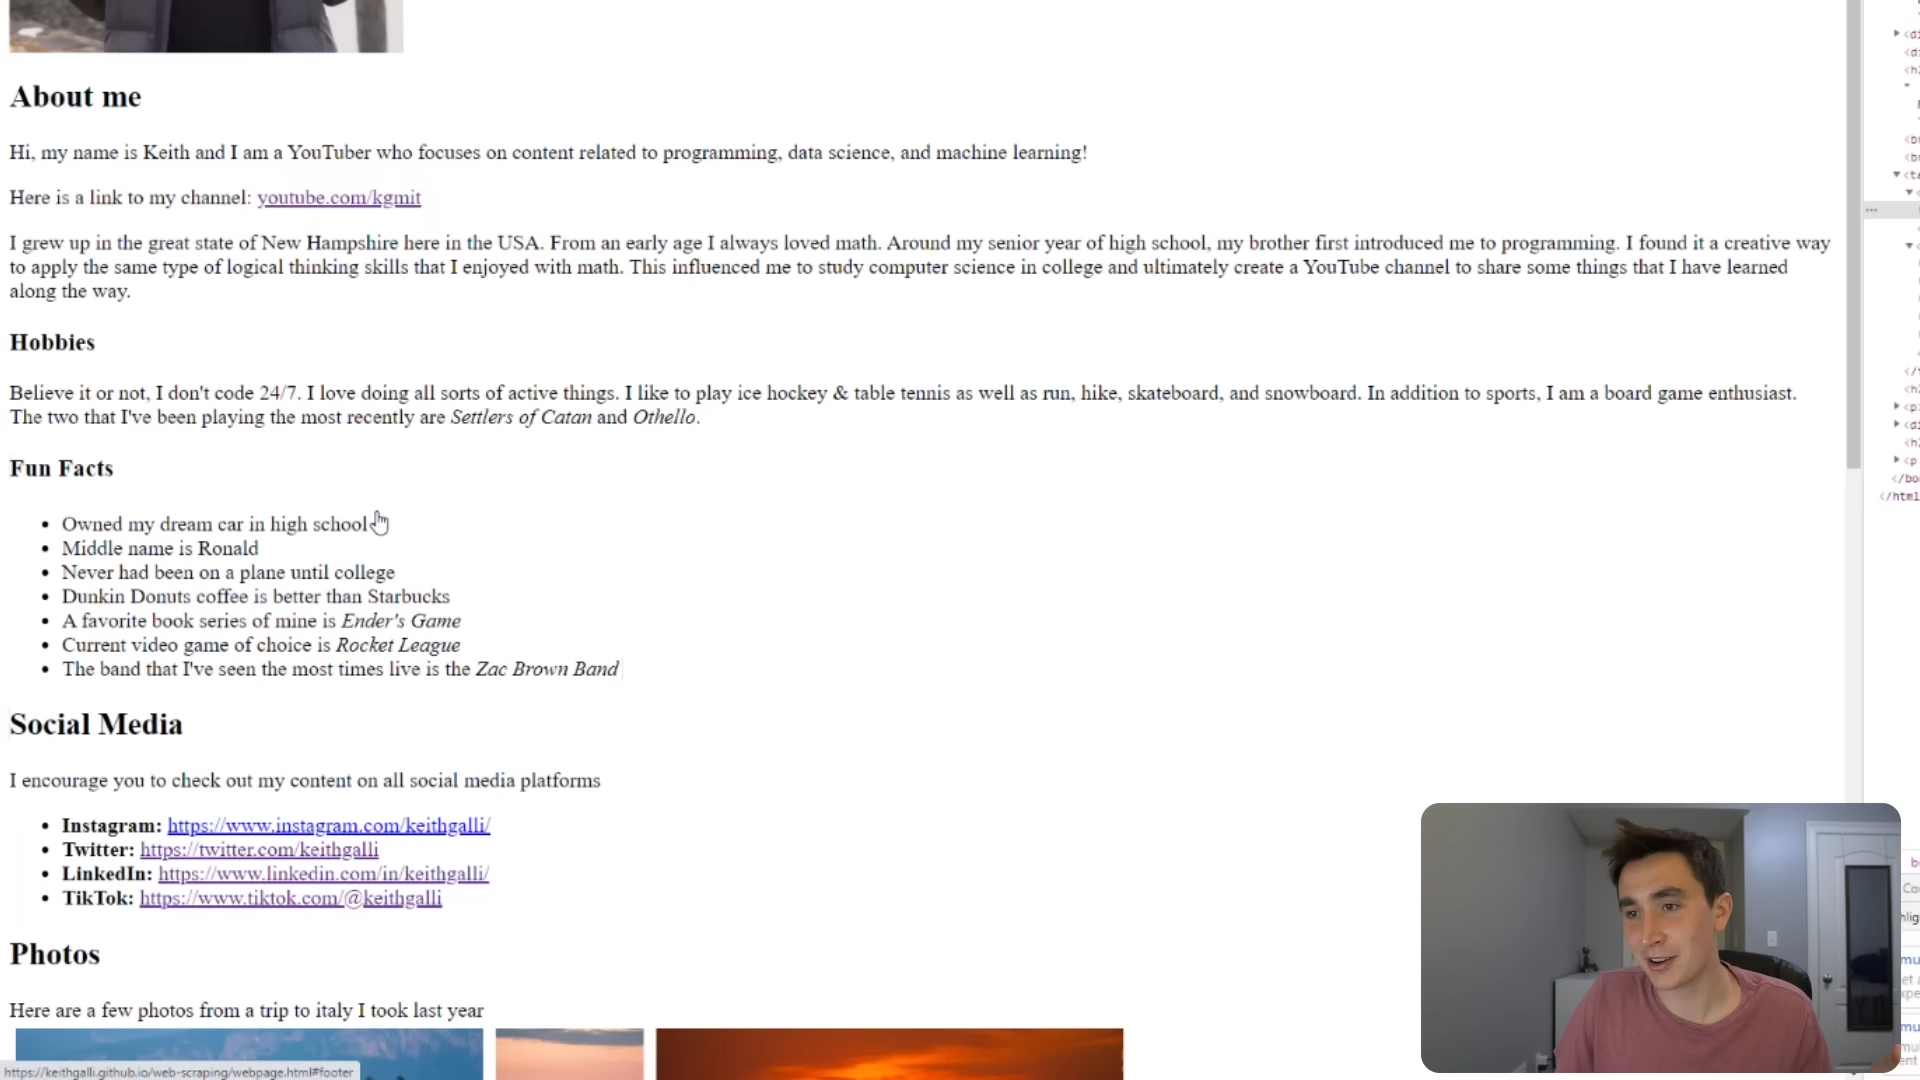 About me
Hi, my name is Keith and I am a YouTuber who focuses on content related to programming, data science, and machine learning!
Here is a link to my channel: youtube.com/kgmit
I grew up in the great state of New Hampshire here in the USA. From an early age I always loved math. Around my senior year of high school, my brother first introduced me to programming. I found it a creative way
to apply the same type of logical thinking skills that I enjoyed with math. This influenced me to study computer science in college and ultimately create a YouTube channel to share some things that I have learned
along the way.
Hobbies
Believe it or not, I don't code 24/7. I love doing all sorts of active things. I like to play ice hockey & table tennis as well as run, hike, skateboard, and snowboard. In addition to sports, I am a board game enthusiast.
The two that I've been playing the most recently are Settlers of Catan and Othello.
Fun Facts
• Owned my dream car in high school
• Middle name is Ronald
• Never had been on a plane until college
• Dunkin Donuts coffee is better than Starbucks
• A favorite book series of mine is Ender's Game
• Current video game of choice is Rocket League
• The band that I've seen the most times live is the Zac Brown Band
Social Media
I encourage you to check out my content on all social media platforms
• Instagram: https://www.instagram.com/keithgalli/
• Twitter: https://twitter.com/keithgalli
• LinkedIn: https://www.linkedin.com/in/keithgalli/
• TikTok: https://www.tiktok.com/@keithgalli
Photos
Here are a few photos from a trip to italy I took last year
https://keithgalli.github.io/web-scraping/webpage.html#footer